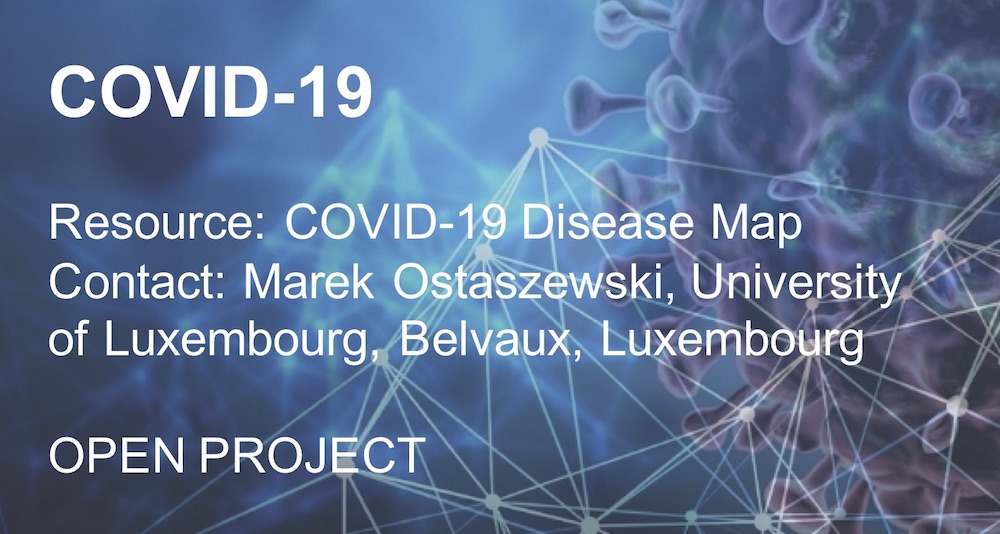 COVID-19
Resource: COVID-19 Disease Map
Contact: Marek Ostaszewski, University
of Luxembourg, Belvaux, Luxembourg
OPEN PROJECT